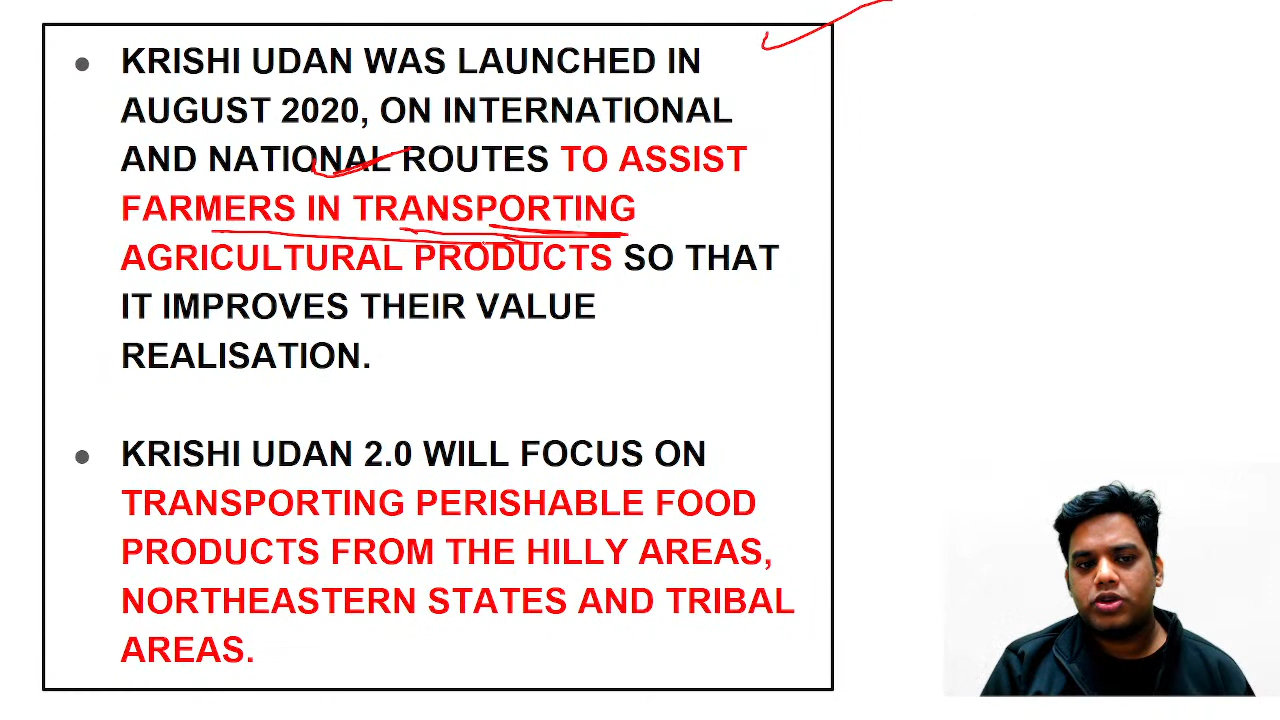 KRISHI UDAN WAS LAUNCHED IN
AUGUST 2020, ON INTERNATIONAL
AND NATIONAL ROUTES TO ASSIST
FARMERS IN TRANSPORTING
AGRICULTURAL PRODUCTS SO THAT
IT IMPROVES THEIR VALUE
REALISATION.
KRISHI UDAN 2.0 WILL FOCUS ON
TRANSPORTING PERISHABLE FOOD
PRODUCTS FROM THE HILLY AREAS,
NORTHEASTERN STATES AND TRIBAL
AREAS.